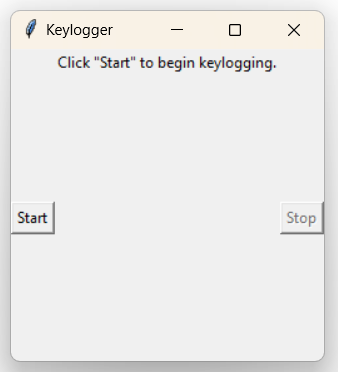 Keylogger
Click "Start" to begin keylogging.
Start Stop